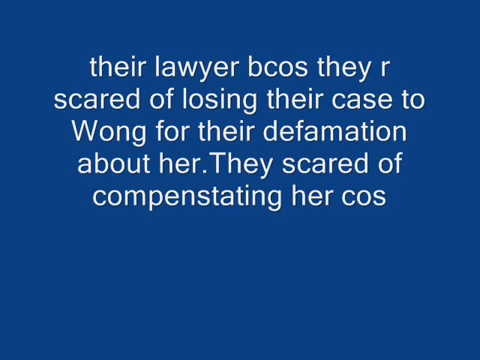 their lawyer bcos they r
scared of losing their case to
Wong for their defamation
about her.They scared of
compenstating her cos